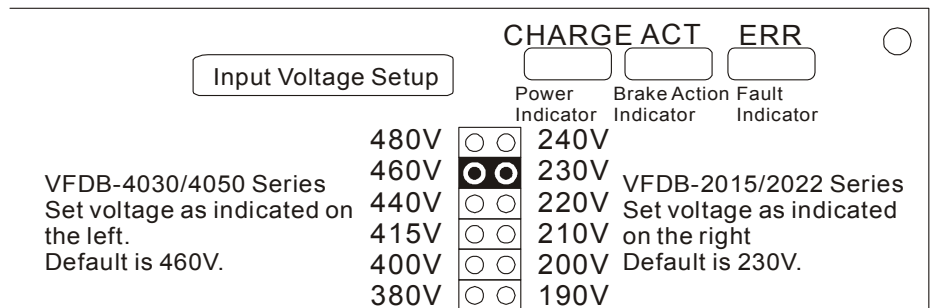 CHARGE ACT ERR
Input Voltage Setup
Power Indicator
Brake Action Indicator
Fault Indicator
480V 240V
460V 230V
440V 220V
415V 210V
400V 200V
380V 190V
VFDB-4030/4050 Series
Set voltage as indicated on
the left.
Default is 460V.
VFDB-2015/2022 Series
Set voltage as indicated
on the right
Default is 230V.